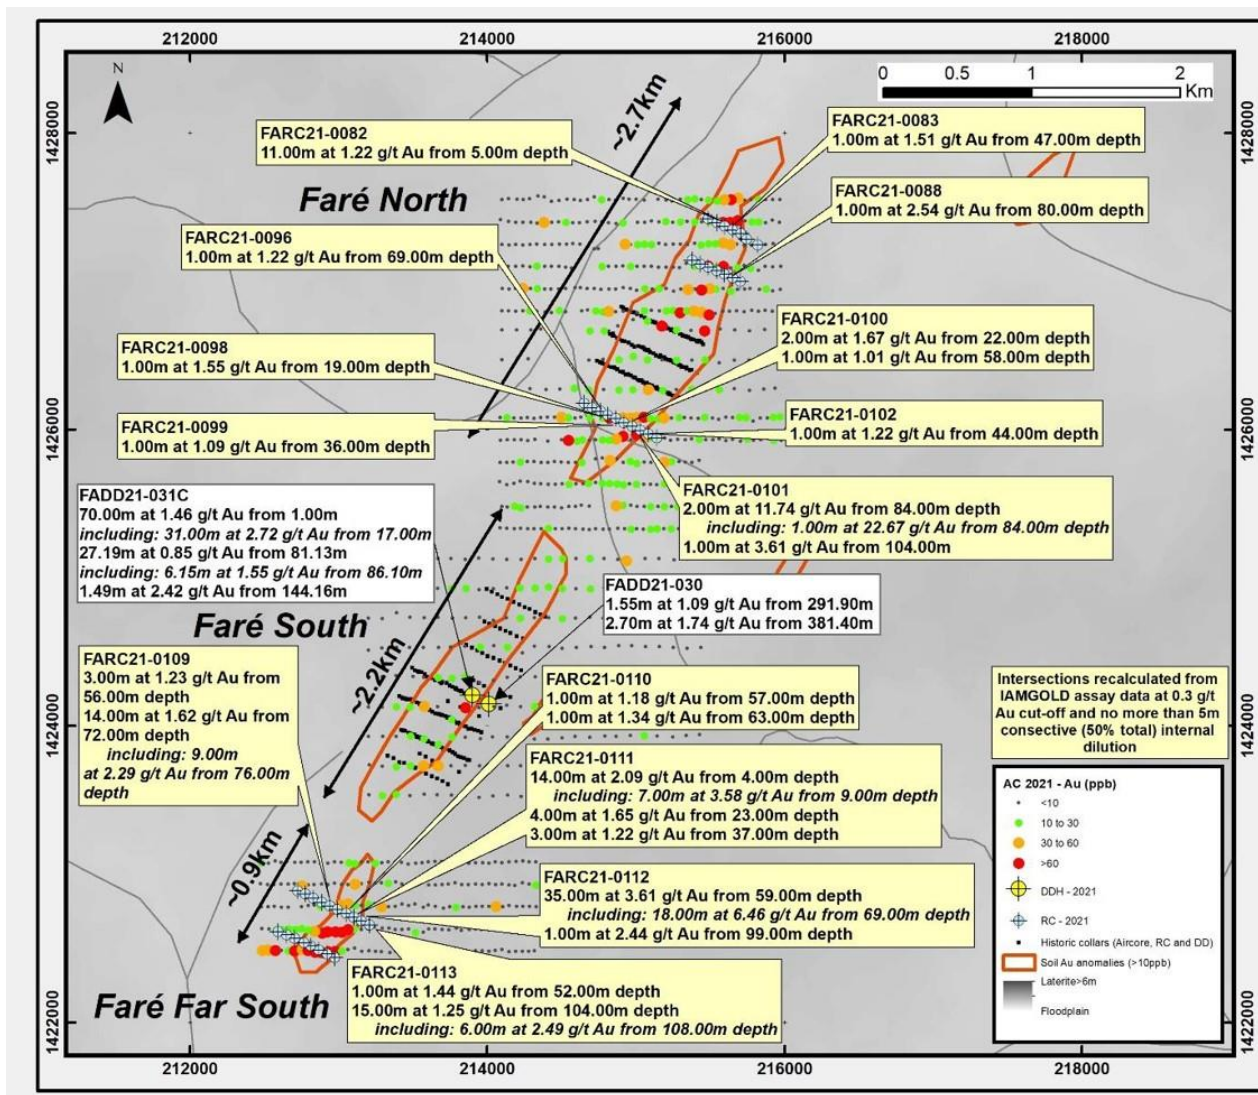 212000
214000
216000
218000
N
0
0.5
1
2
Km
1428000
1428000
~2.7km
FARC21-0082
11.00m at 1.22 g/t Au from 5.00m depth
FARC21-0083
1.00m at 1.51 g/t Au from 47.00m depth
Faré North
FARC21-0088
1.00m at 2.54 g/t Au from 80.00m depth
FARC21-0096
1.00m at 1.22 g/t Au from 69.00m depth
FARC21-0100
2.00m at 1.67 g/t Au from 22.00m depth
1.00m at 1.01 g/t Au from 58.00m depth
FARC21-0098
1.00m at 1.55 g/t Au from 19.00m depth
1426000
1426000
FARC21-0102
1.00m at 1.22 g/t Au from 44.00m depth
FARC21-0099
1.00m at 1.09 g/t Au from 36.00m depth
FARC21-0101
2.00m at 11.74 g/t Au from 84.00m depth
including: 1.00m at 22.67 g/t Au from 84.00m depth
1.00m at 3.61 g/t Au from 104.00m
FADD21-031C
70.00m at 1.46 g/t Au from 1.00m
including: 31.00m at 2.72 g/t Au from 17.00m
27.19m at 0.85 g/t Au from 81.13m
including: 6.15m at 1.55 g/t Au from 86.10m
1.49m at 2.42 g/t Au from 144.16m
FADD21-030
1.55m at 1.09 g/t Au from 291.90m
2.70m at 1.74 g/t Au from 381.40m
Faré South
~2.2km
FARC21-0109
3.00m at 1.23 g/t Au from
56.00m depth
14.00m at 1.62 g/t Au from
72.00m depth
including: 9.00m
at 2.29 g/t Au from 76.00m
depth
FARC21-0110
1.00m at 1.18 g/t Au from 57.00m depth
1.00m at 1.34 g/t Au from 63.00m depth
Intersections recalculated from
IAMGOLD assay data at 0.3 g/t
Au cut-off and no more than 5m
consective (50% total) internal
dilution
1424000
1424000
FARC21-0111
14.00m at 2.09 g/t Au from 4.00m depth
including: 7.00m at 3.58 g/t Au from 9.00m depth
4.00m at 1.65 g/t Au from 23.00m depth
3.00m at 1.22 g/t Au from 37.00m depth
~0.9km
FARC21-0112
35.00m at 3.61 g/t Au from 59.00m depth
including: 18.00m at 6.46 g/t Au from 69.00m depth
1.00m at 2.44 g/t Au from 99.00m depth
FARC21-0113
1.00m at 1.44 g/t Au from 52.00m depth
15.00m at 1.25 g/t Au from 104.00m depth
including: 6.00m at 2.49 g/t Au from 108.00m depth
Faré Far South
AC 2021 - Au (ppb)
<10
10 to 30
30 to 60
>60
DDH - 2021
RC - 2021
Historic collars (Aircore, RC and DD)
Soil Au anomalies (>10ppb)
Laterite>6m
Floodplain
1422000
1422000
212000
214000
216000
218000